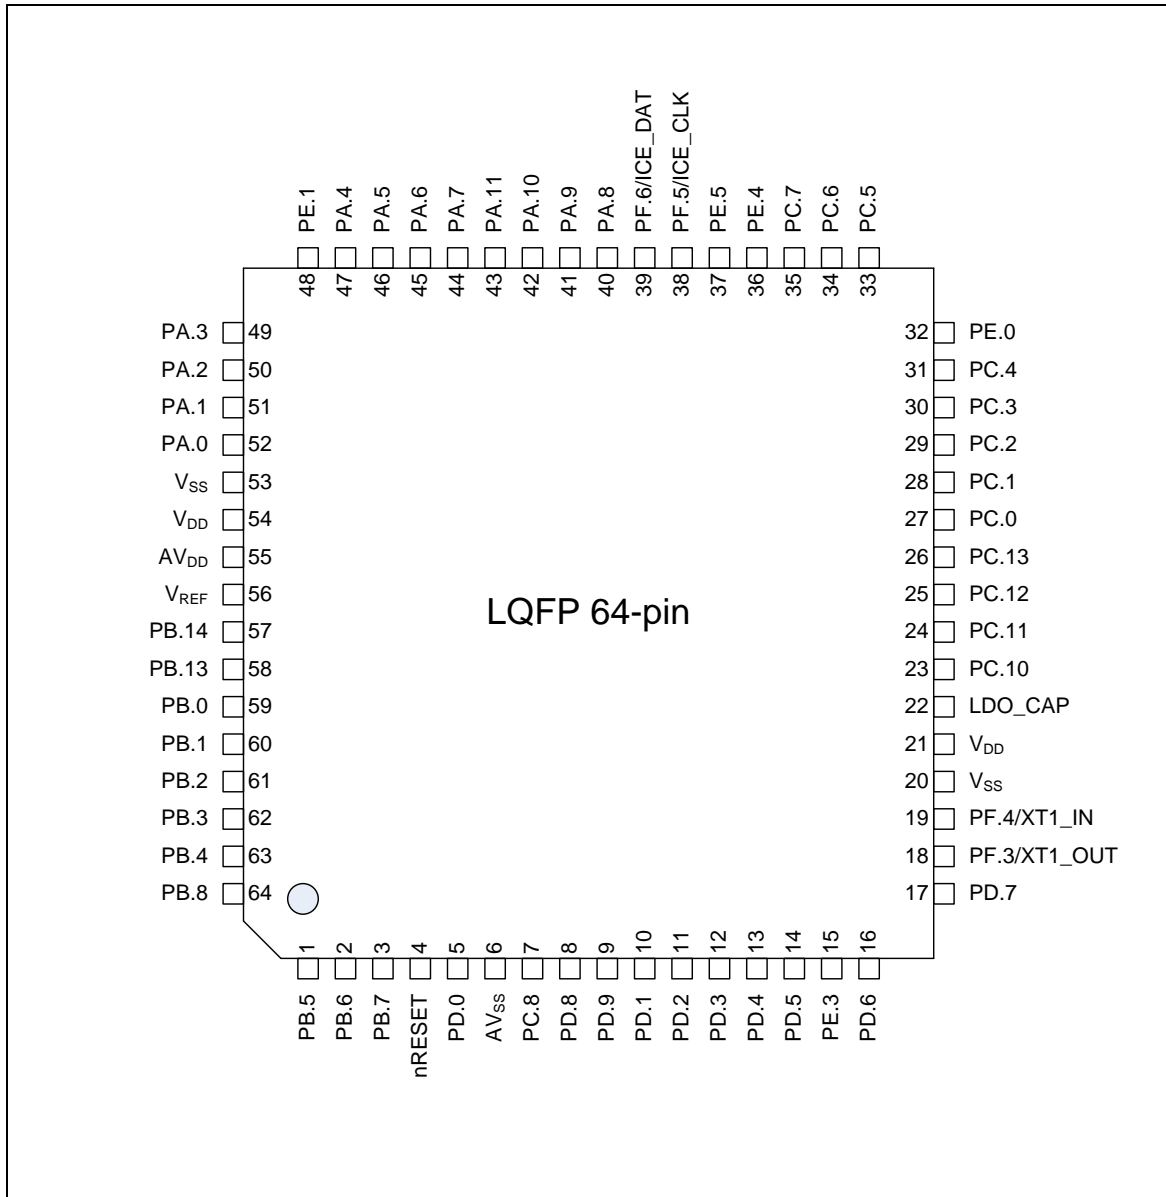 PE.1
PA.4
PA.5
PA.6
PA.7
PA.11
PA.10
PA.9
PA.8
PF.6/ICE_DAT
PF.5/ICE_CLK
PE.5
PE.4
PC.7
PC.6
PC.5
48
47
46
45
44
43
42
41
40
39
38
37
36
35
34
33
PA.3 49
PA.2 50
PA.1 51
PA.0 52
VSS 53
VDD 54
AVDD 55
VREF 56
PB.14 57
PB.13 58
PB.0 59
PB.1 60
PB.2 61
PB.3 62
PB.4 63
PB.8 64
LQFP 64-pin
32 PE.0
31 PC.4
30 PC.3
29 PC.2
28 PC.1
27 PC.0
26 PC.13
25 PC.12
24 PC.11
23 PC.10
22 LDO_CAP
21 VDD
20 VSS
19 PF.4/XT1_IN
18 PF.3/XT1_OUT
17 PD.7
1
2
3
4
5
6
7
8
9
10
11
12
13
14
15
16
PB.5
PB.6
PB.7
nRESET
PD.0
AVSS
PC.8
PD.8
PD.9
PD.1
PD.2
PD.3
PD.4
PD.5
PE.3
PD.6